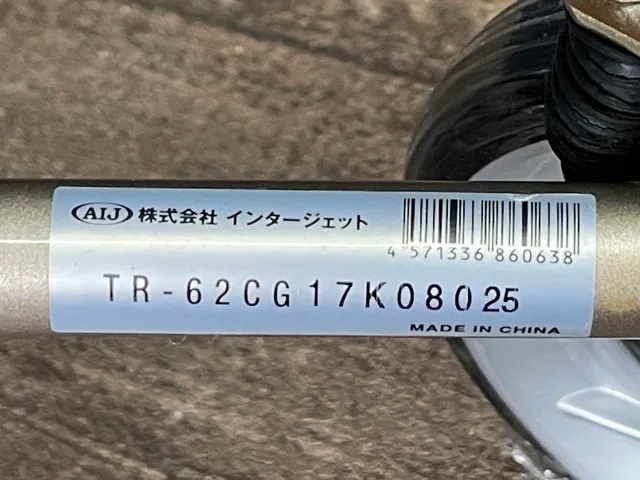 AIJ 株式会社 インタージェット
4 571336 860638
TR-62CG17K08025
MADE IN CHINA